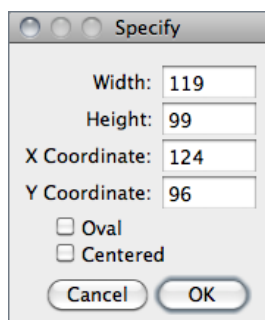 Specify
Width: 119
Height: 99
X Coordinate: 124
Y Coordinate: 96
Oval
Centered
Cancel OK